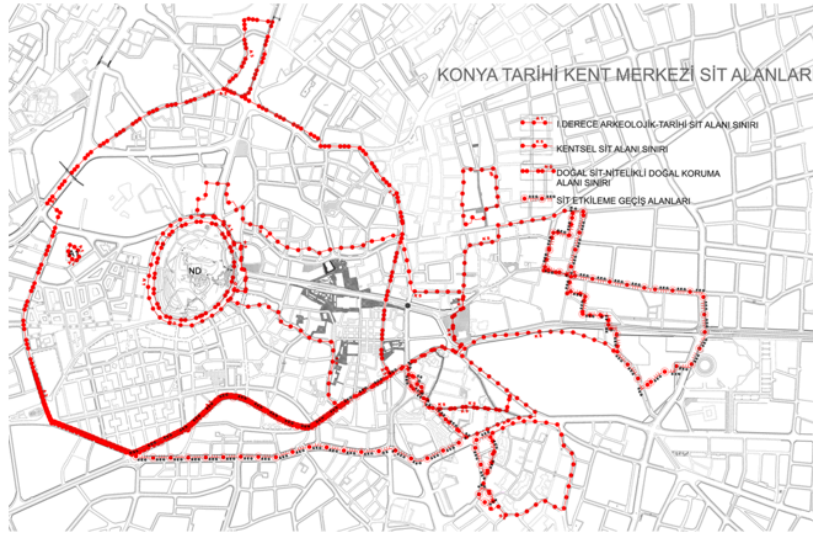 KONYA TARİHİ KENT MERKEZİ SİT ALANLAR
I.DERECE ARKEOLOJİK-TARİHİ SİT ALANI SINIRI
KENTSEL SİT ALANI SINIRI
DOĞAL SİT-NİTELİKLİ DOĞAL KORUMA
ALANI SINIRI
SİT ETKİLEME GEÇİŞ ALANLARI
ND